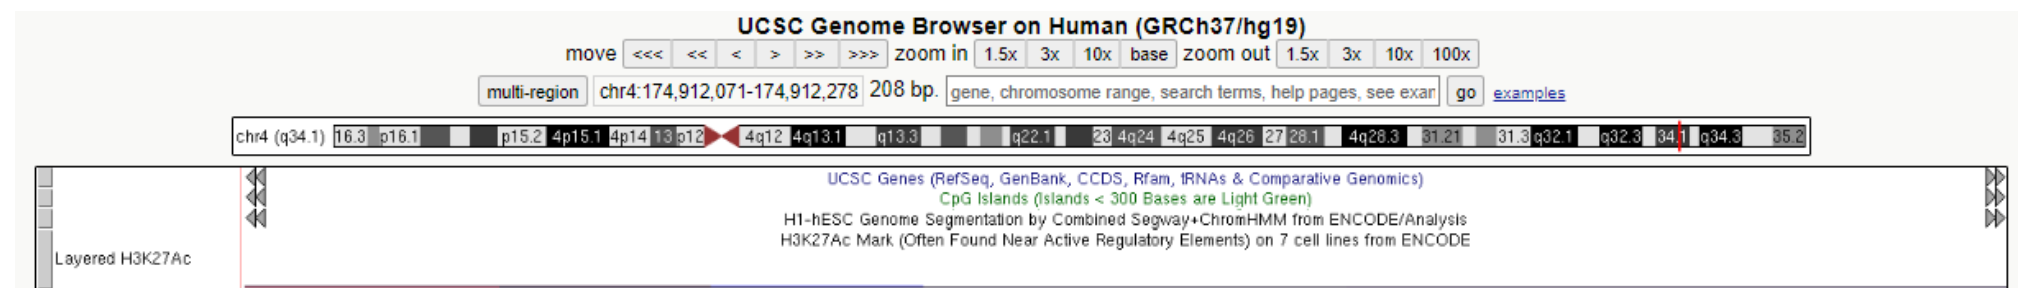 UCSC Genome Browser on Human (GRCh37/hg19)
move <<< << < > >> >>> zoom in 1.5x 3x 10x base zoom out 1.5x 3x 10x 100x
multi-region chr4:174,912,071-174,912,278 208 bp. gene, chromosome range, search terms, help pages, see exar go examples
chr4 (q34.1) 16.3 p16.1 p15.2 4p15.1 4p14 13 p12 4q12 4q13.1 q13.3 q22.1 23 4q24 4q25 4q26 27 28.1 4q28.3 31.21 31.3 q32.1 q32.3 34.1 q34.3 35.2
UCSC Genes (RefSeq, GenBank, CCDS, Rfam, tRNAs & Comparative Genomics)
CpG Islands (Islands < 300 Bases are Light Green)
H1-hESC Genome Segmentation by Combined Segway+ChromHMM from ENCODE/Analysis
H3K27Ac Mark (Often Found Near Active Regulatory Elements) on 7 cell lines from ENCODE
Layered H3K27Ac